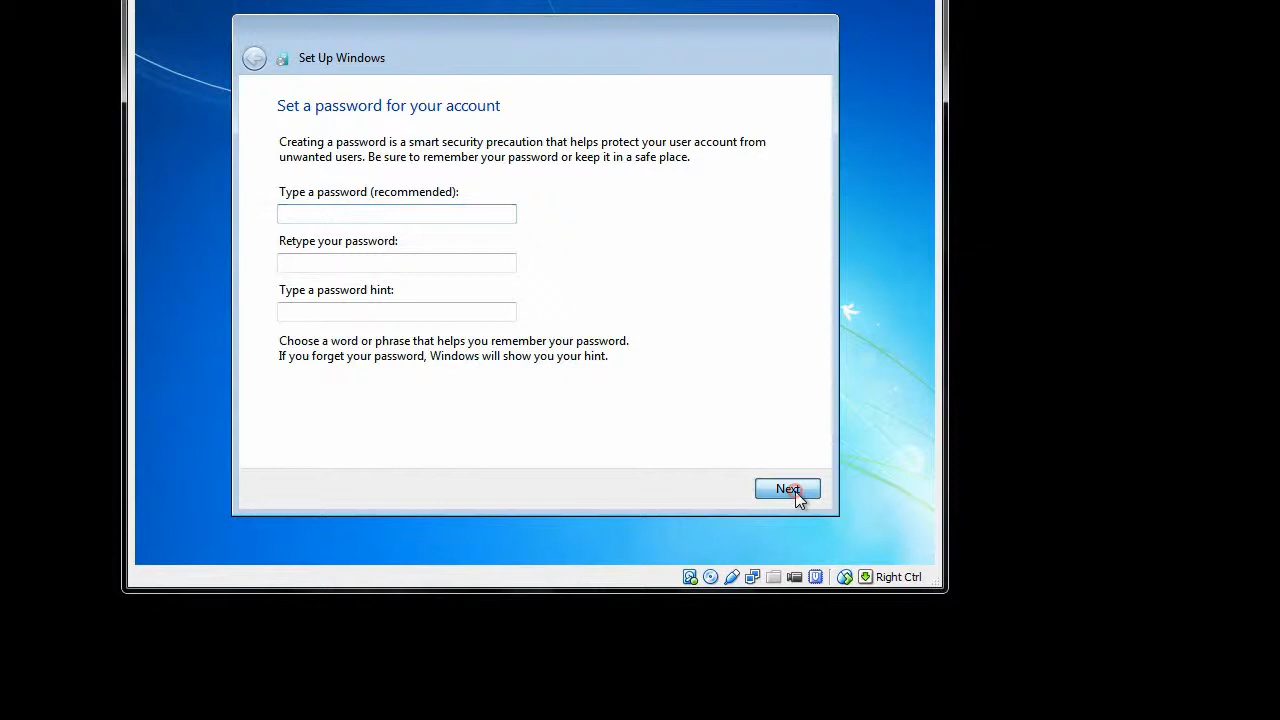 Set Up Windows
Set a password for your account
Creating a password is a smart security precaution that helps protect your user account from
unwanted users. Be sure to remember your password or keep it in a safe place.
Type a password (recommended):
Retype your password:
Type a password hint:
Choose a word or phrase that helps you remember your password.
If you forget your password, Windows will show you your hint.
Next
Right Ctrl